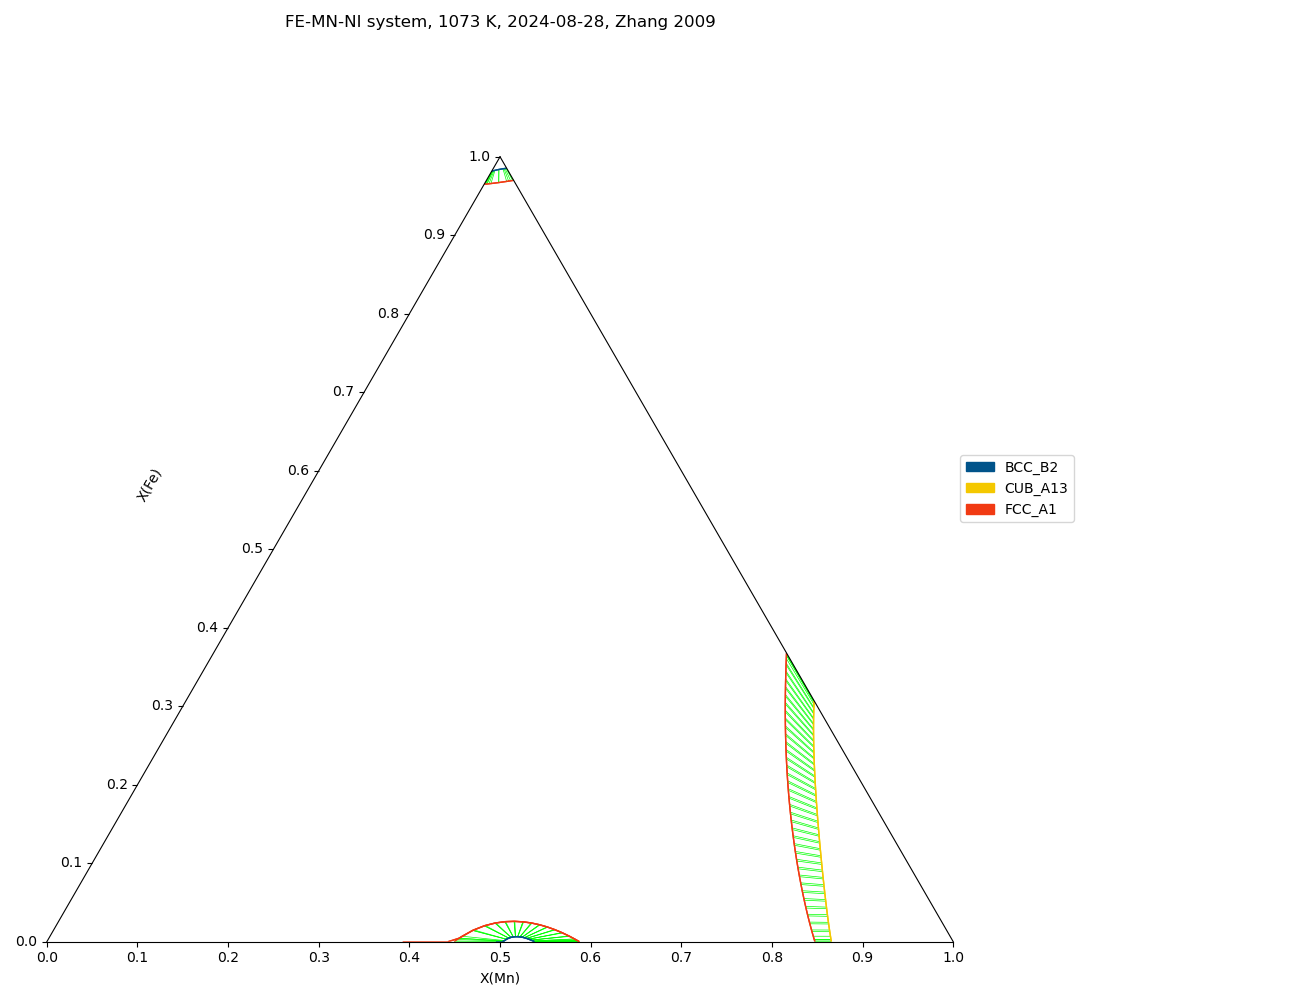 FE-MN-NI system, 1073 K, 2024-08-28, Zhang 2009
1.0
0.9
0.8
0.7
0.6
X(Fe)
0.5
0.4
0.3
0.2
0.1
0.0
0.0 0.1 0.2 0.3 0.4 0.5 0.6 0.7 0.8 0.9 1.0
X(Mn)
BCC_B2
CUB_A13
FCC_A1